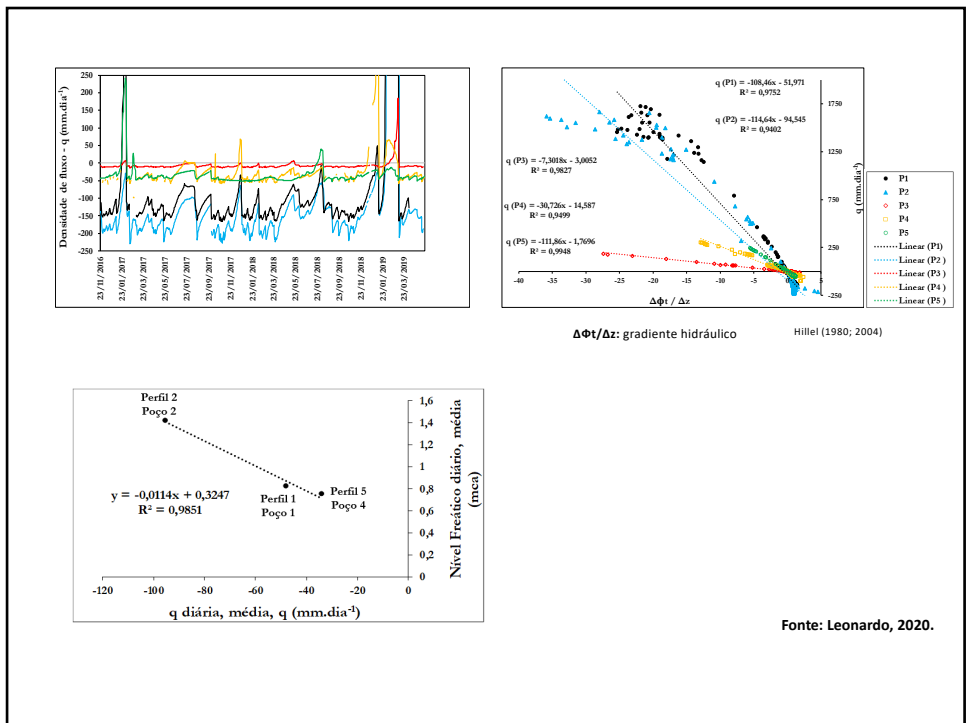 Densidade de fluxo - q (mm.dia⁻¹)
250
200
150
100
50
0
-50
-100
-150
-200
-250
23/11/2016
23/01/2017
23/03/2017
23/05/2017
23/07/2017
23/09/2017
23/11/2017
23/01/2018
23/03/2018
23/05/2018
23/07/2018
23/09/2018
23/11/2018
23/01/2019
23/03/2019
q (P1) = -108,46x - 51,971
R² = 0,9752
q (P2) = -114,64x - 94,545
R² = 0,9402
q (P3) = -7,3018x - 3,0052
R² = 0,9827
q (P4) = -30,726x - 14,587
R² = 0,9499
q (P5) = -111,86x - 1,7696
R² = 0,9948
1750
1250
750
250
-250
q (mm.dia⁻¹)
-40
-35
-30
-25
-20
-15
-10
-5
0
5
Δϕt / Δz
P1
P2
P3
P4
P5
Linear (P1)
Linear (P2 )
Linear (P3 )
Linear (P4)
Linear (P5)
ΔΦt/Δz: gradiente hidráulico
Hillel (1980; 2004)
Perfil 2
Poço 2
y = -0,0114x + 0,3247
R² = 0,9851
Perfil 1
Poço 1
Perfil 5
Poço 4
1,6
1,4
1,2
1
0,8
0,6
0,4
0,2
0
Nível Freático diário, média
(mca)
-120
-100
-80
-60
-40
-20
0
q diária, média, q (mm.dia⁻¹)
Fonte: Leonardo, 2020.